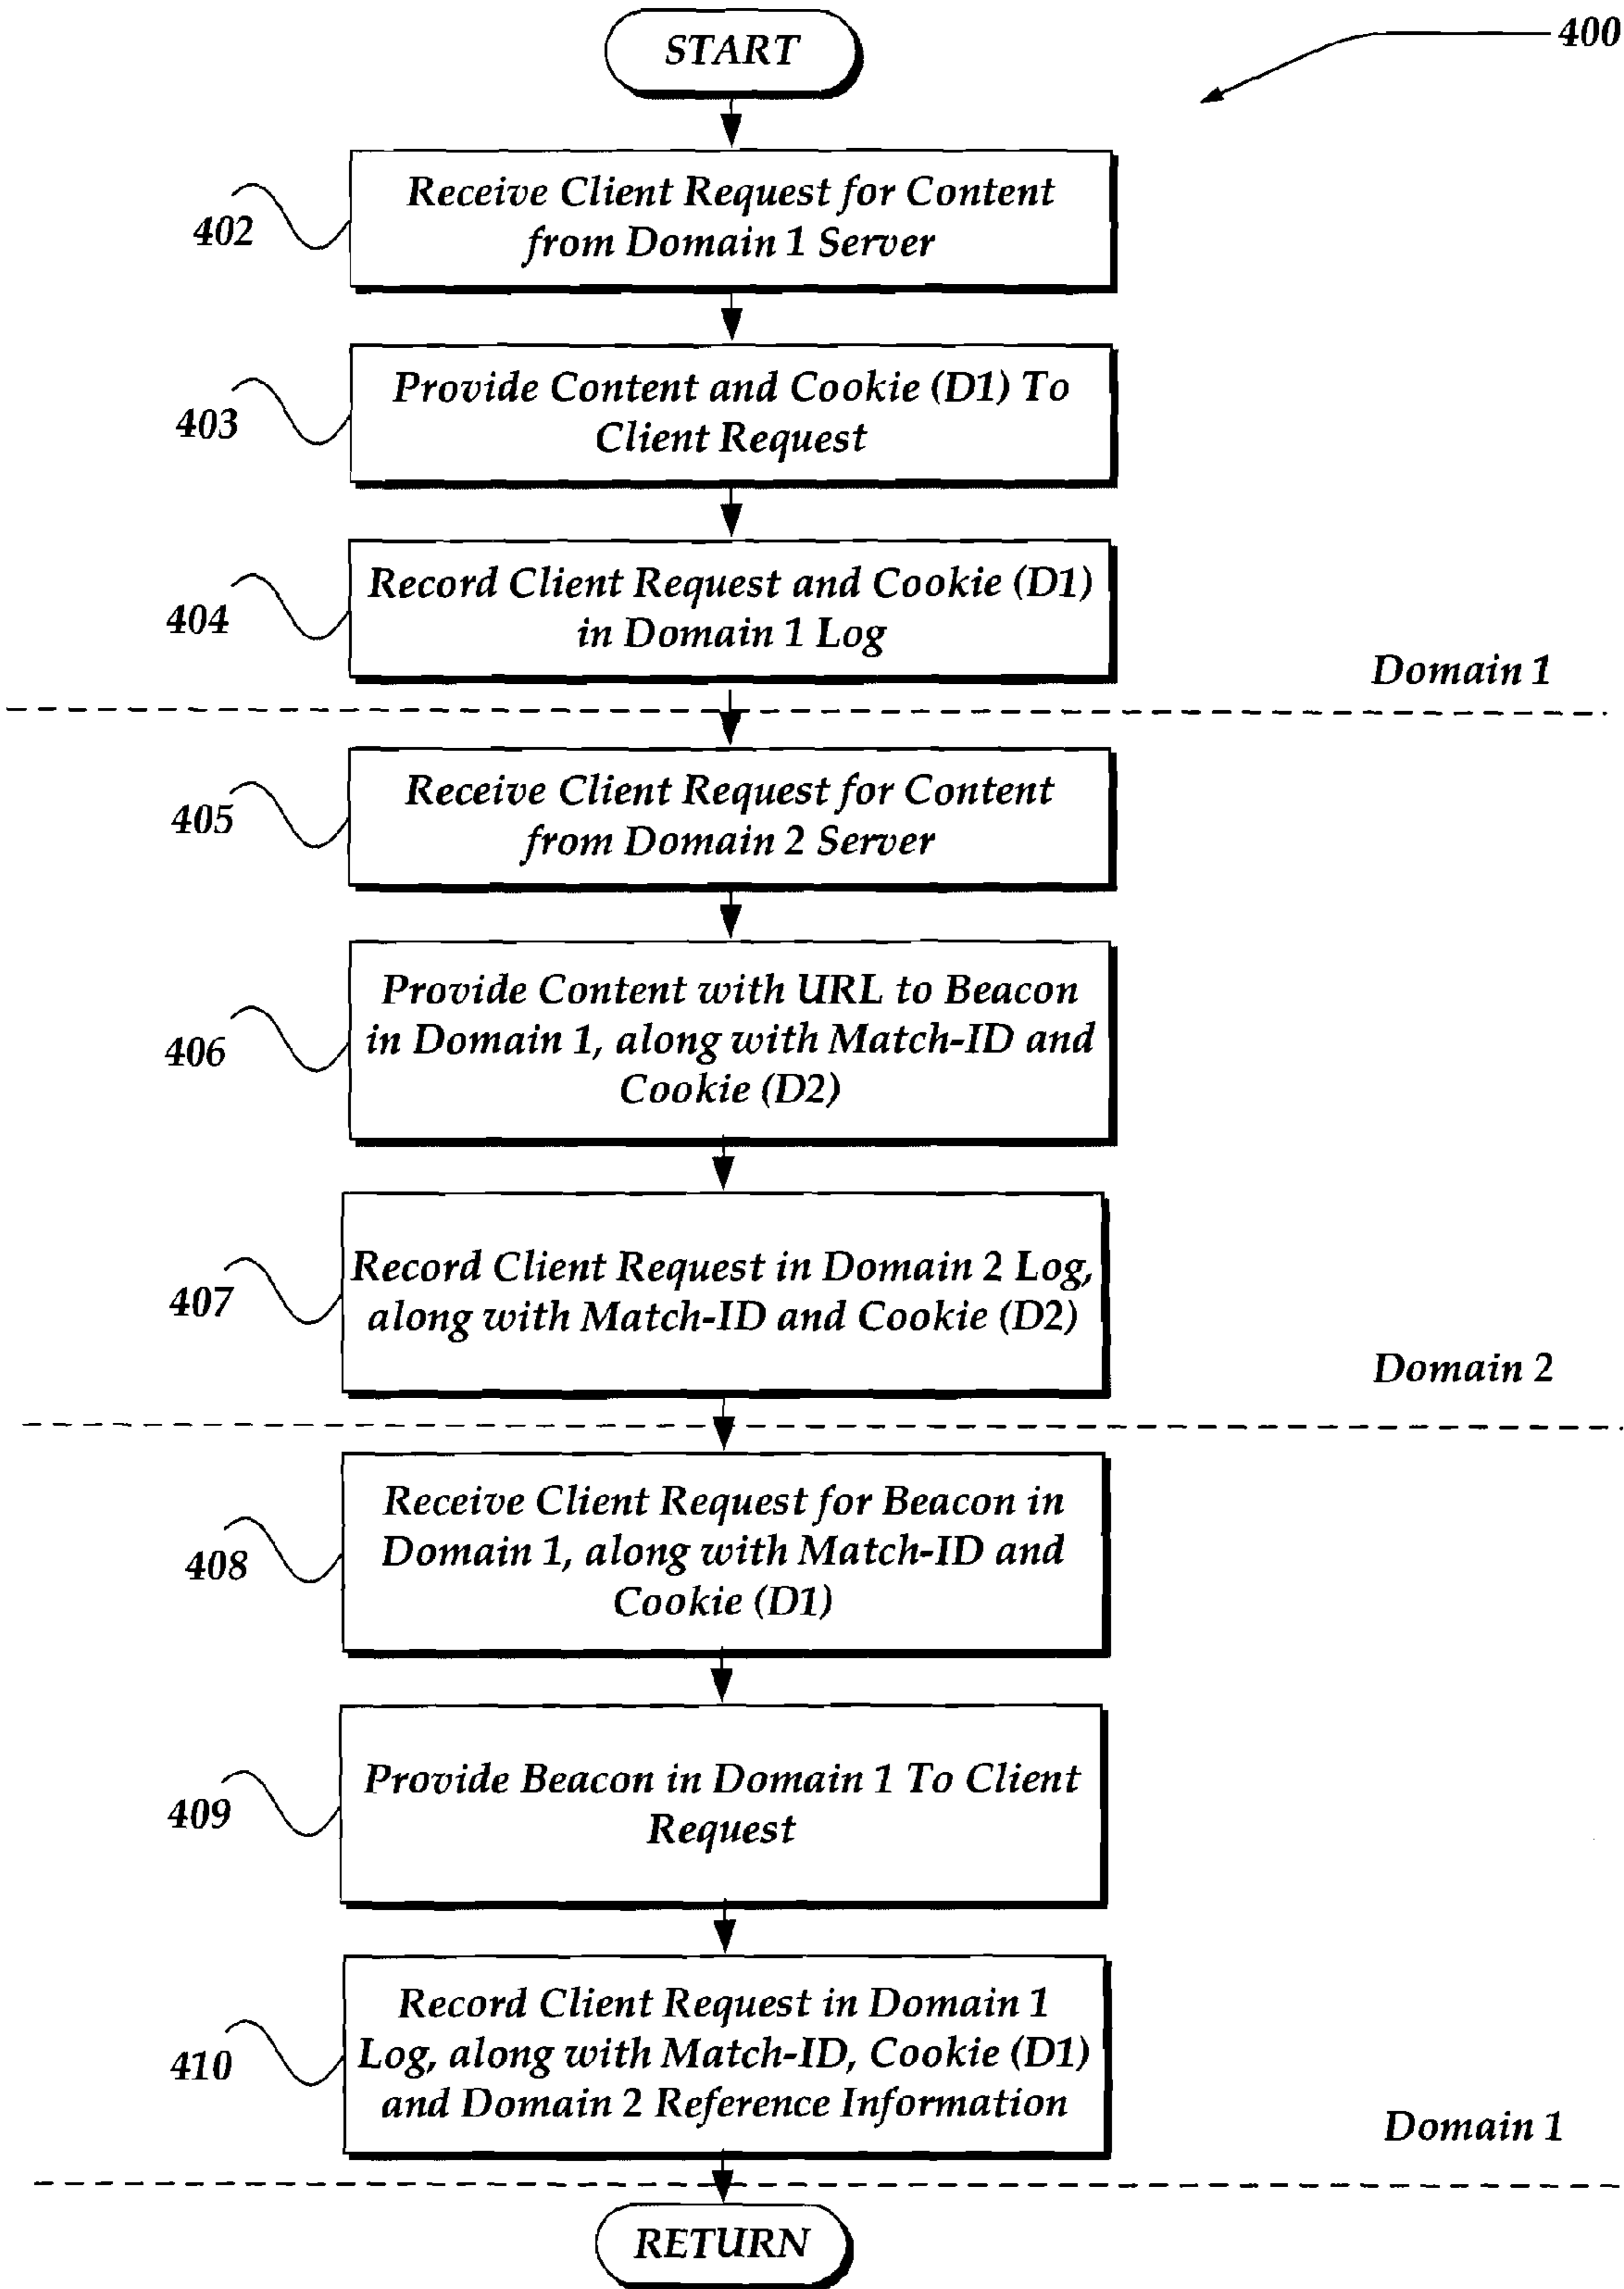 START
400
Receive Client Request for Content
from Domain 1 Server
402
Provide Content and Cookie (D1) To
Client Request
403
Record Client Request and Cookie (D1)
in Domain 1 Log
404
Domain 1
Receive Client Request for Content
from Domain 2 Server
405
Provide Content with URL to Beacon
in Domain 1, along with Match-ID and
Cookie (D2)
406
Record Client Request in Domain 2 Log,
along with Match-ID and Cookie (D2)
407
Domain 2
Receive Client Request for Beacon in
Domain 1, along with Match-ID and
Cookie (D1)
408
Provide Beacon in Domain 1 To Client
Request
409
Record Client Request in Domain 1
Log, along with Match-ID, Cookie (D1)
and Domain 2 Reference Information
410
Domain 1
RETURN